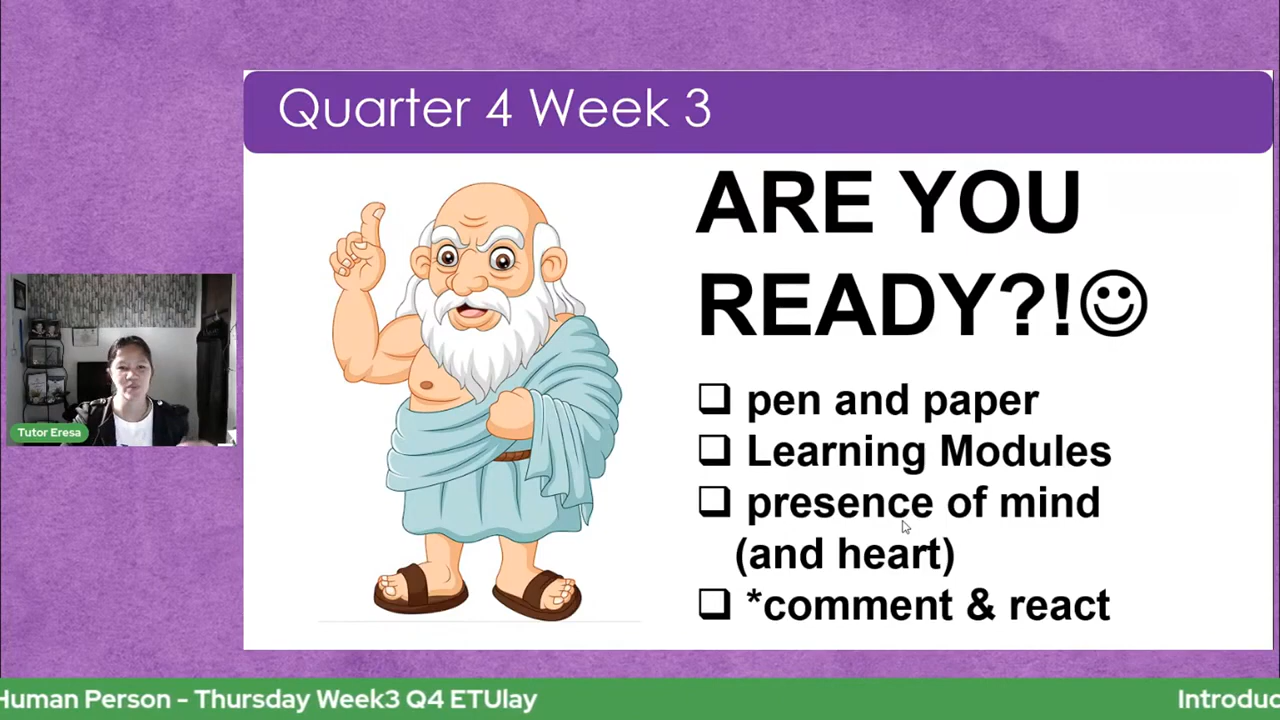 Quarter 4 Week 3
ARE YOU
READY?!☺
❑ pen and paper
❑ Learning Modules
❑ presence of mind
(and heart)
❑ *comment & react
Tutor Eresa
Human Person - Thursday Week3 Q4 ETUlay
Introduc